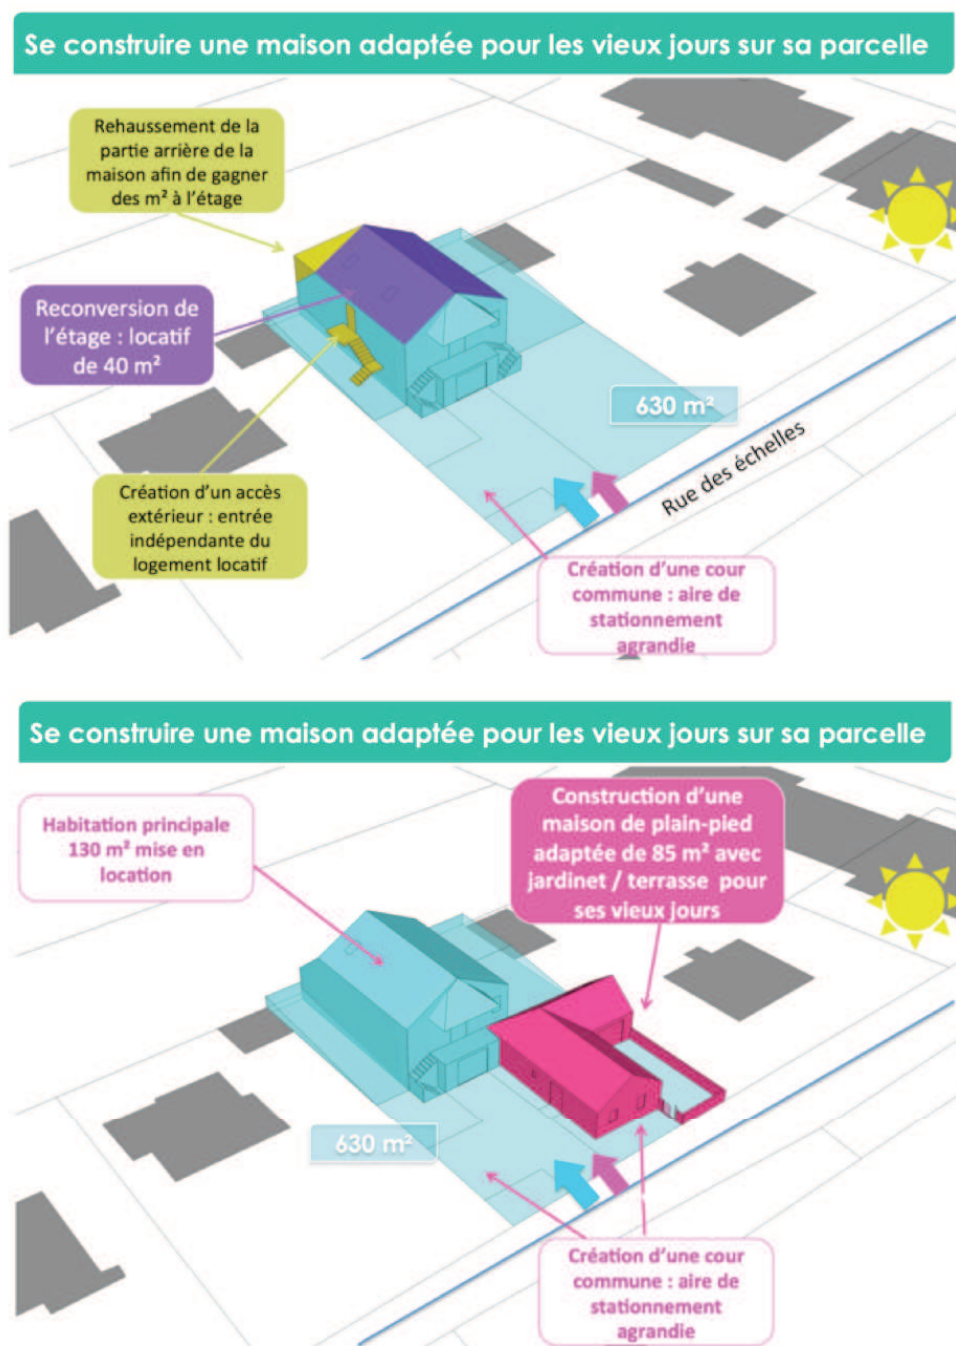 Se construire une maison adaptée pour les vieux jours sur sa parcelle
Rehaussement de la
partie arrière de la
maison afin de gagner
des m² à l'étage
Reconversion de
l'étage : locatif
de 40 m²
630 m²
Rue des échelles
Création d'un accès
extérieur : entrée
indépendante du
logement locatif
Création d'une cour
commune : aire de
stationnement
agrandie
Se construire une maison adaptée pour les vieux jours sur sa parcelle
Habitation principale
130 m² mise en
location
Construction d'une
maison de plain-pied
adaptée de 85 m² avec
jardinet / terrasse pour
ses vieux jours
630 m²
Création d'une cour
commune : aire de
stationnement
agrandie